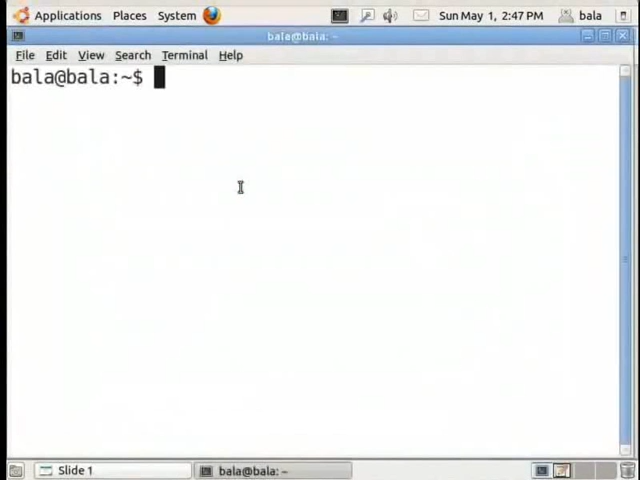 Applications Places System Sun May 1, 2:47 PM bala
bala@bala: ~
File Edit View Search Terminal Help
bala@bala:~$
Slide 1 bala@bala: ~